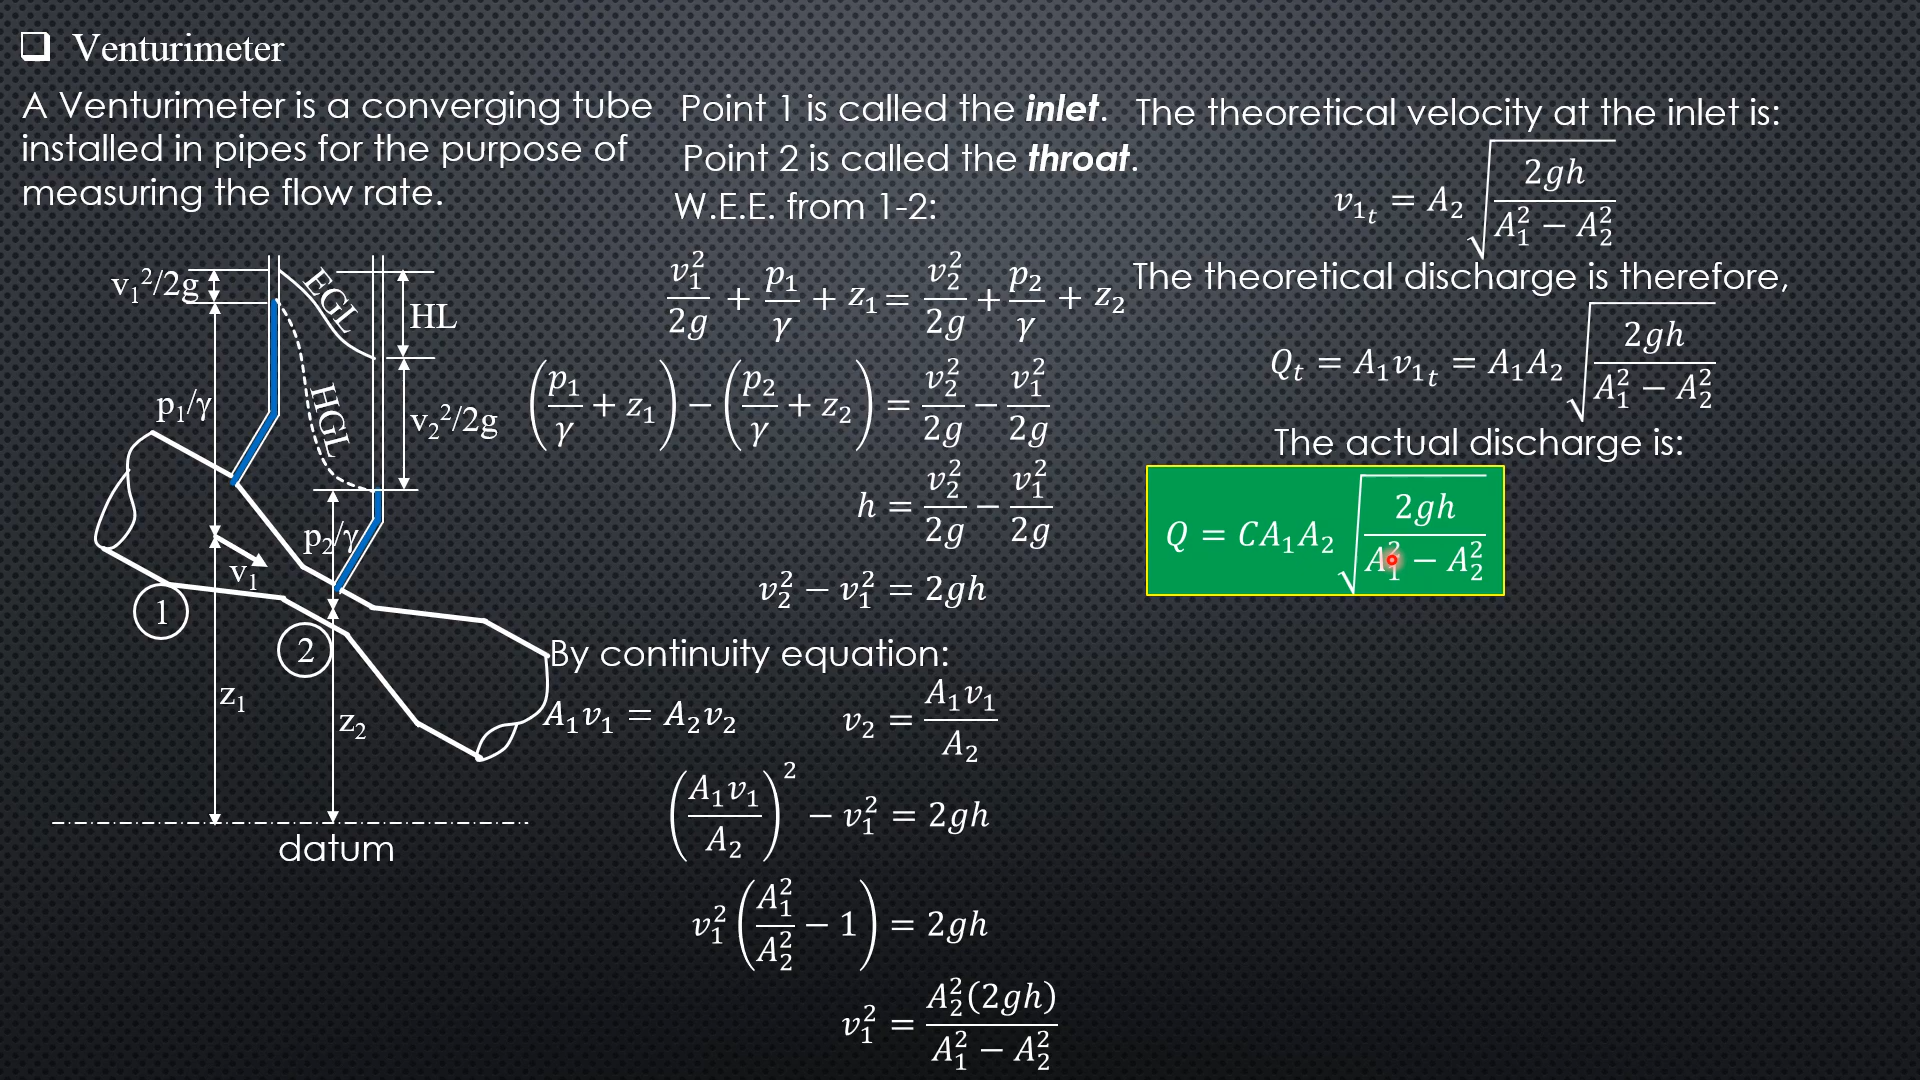 ❑ Venturimeter
A Venturimeter is a converging tube
installed in pipes for the purpose of
measuring the flow rate.
v₁²/2g
EGL
HL
p₁/γ
HGL
v₂²/2g
p₂/γ
v₁
1
2
z₁
z₂
datum
Point 1 is called the inlet.
Point 2 is called the throat.
W.E.E. from 1-2:
v₁²/2g + p₁/γ + z₁ = v₂²/2g + p₂/γ + z₂
(p₁/γ + z₁) − (p₂/γ + z₂) = v₂²/2g − v₁²/2g
h = v₂²/2g − v₁²/2g
v₂² − v₁² = 2gh
By continuity equation:
A₁v₁ = A₂v₂   v₂ = A₁v₁/A₂
(A₁v₁/A₂)² − v₁² = 2gh
v₁² (A₁²/A₂² − 1) = 2gh
v₁² = A₂²(2gh)/(A₁² − A₂²)
The theoretical velocity at the inlet is:
v₁ₜ = A₂ √(2gh/(A₁² − A₂²))
The theoretical discharge is therefore,
Qₜ = A₁v₁ₜ = A₁A₂ √(2gh/(A₁² − A₂²))
The actual discharge is:
Q = CA₁A₂ √(2gh/(A₁² − A₂²))